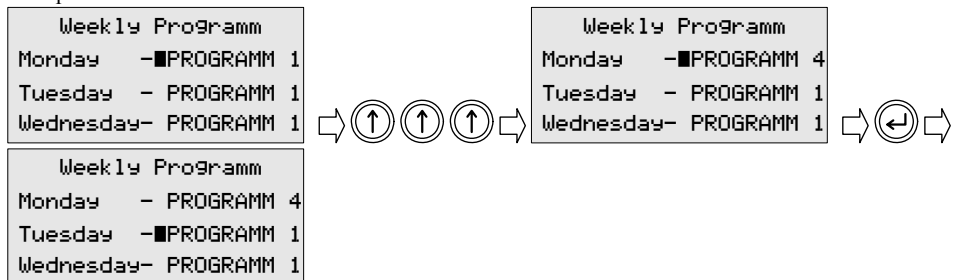 Weekly Programm
Monday -■PROGRAMM 1
Tuesday - PROGRAMM 1
Wednesday- PROGRAMM 1
Weekly Programm
Monday -■PROGRAMM 4
Tuesday - PROGRAMM 1
Wednesday- PROGRAMM 1
Weekly Programm
Monday - PROGRAMM 4
Tuesday -■PROGRAMM 1
Wednesday- PROGRAMM 1